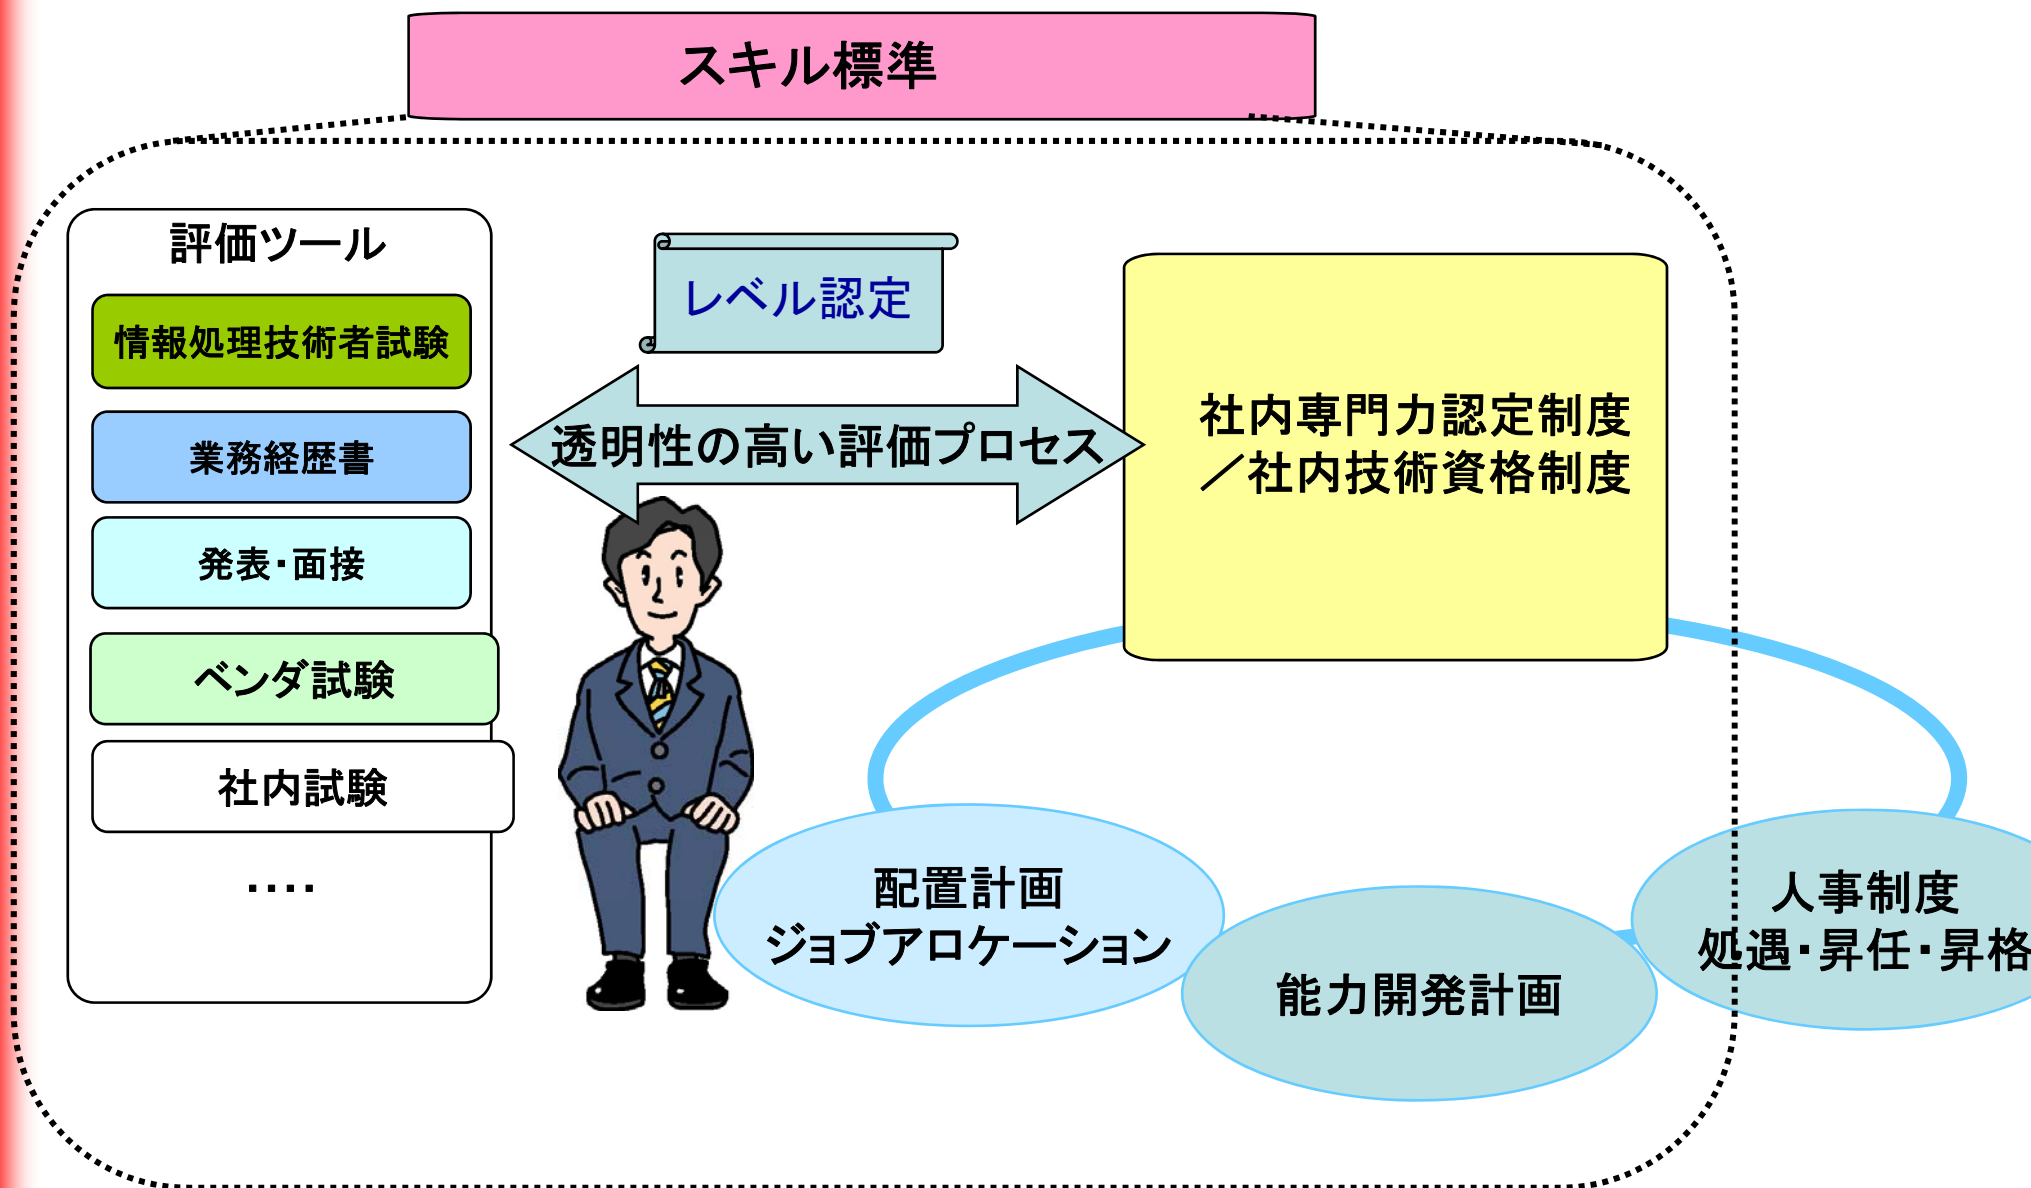 スキル標準
評価ツール
情報処理技術者試験
業務経歴書
発表・面接
ベンダ試験
社内試験
・・・・
レベル認定
透明性の高い評価プロセス
社内専門力認定制度
／社内技術資格制度
配置計画
ジョブアロケーション
能力開発計画
人事制度
処遇・昇任・昇格